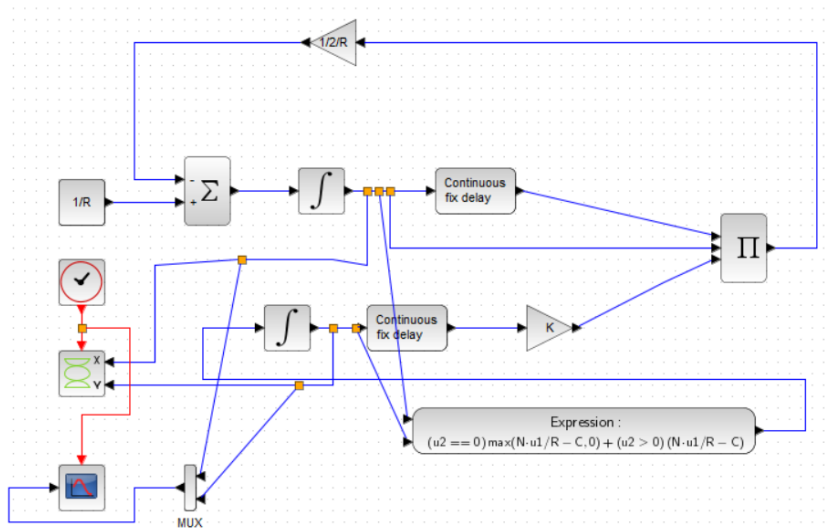 1/2/R
-
Σ
+
1/R
∫
Continuous
fix delay
Π
∫
Continuous
fix delay
K
X
Y
Expression :
(u2 == 0) max(N·u1/R − C, 0) + (u2 > 0) (N·u1/R − C)
MUX